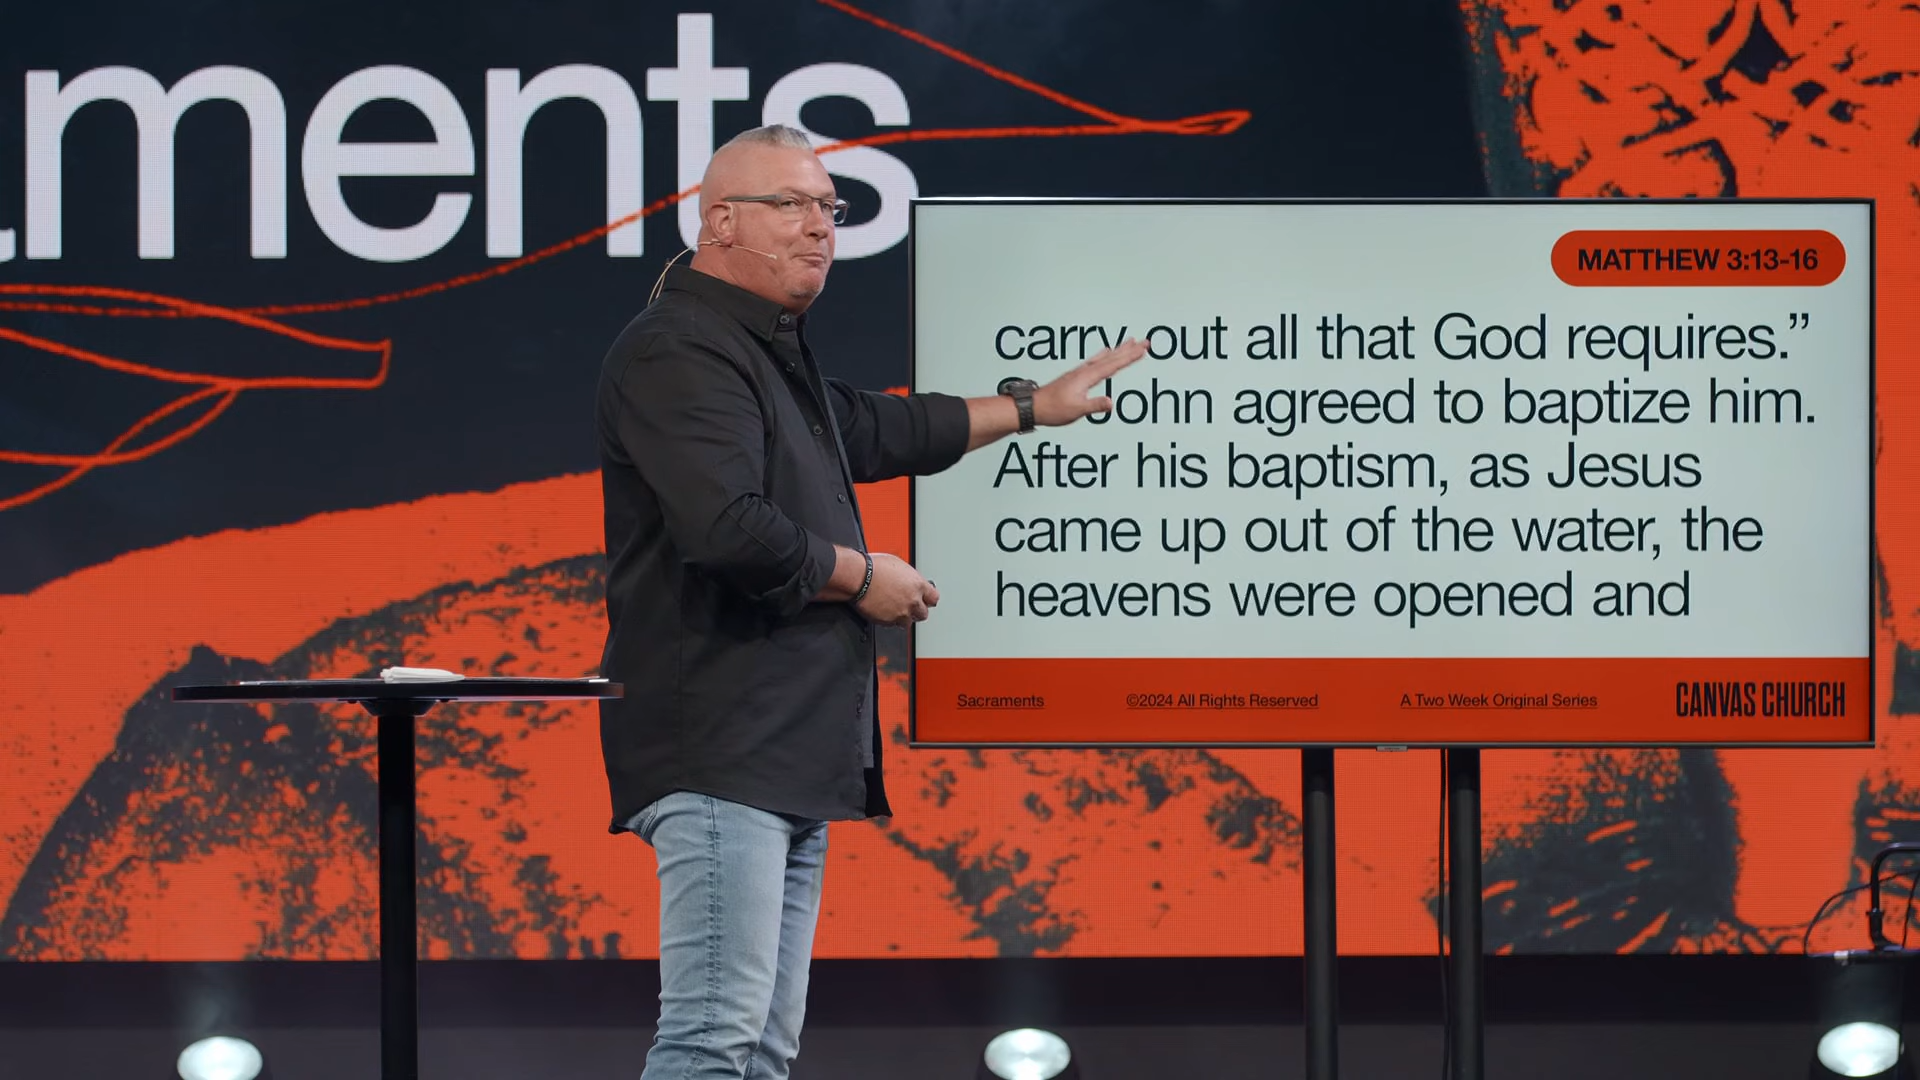 aments
MATTHEW 3:13-16
carry out all that God requires.”
John agreed to baptize him.
After his baptism, as Jesus
came up out of the water, the
heavens were opened and
Sacraments
©2024 All Rights Reserved
A Two Week Original Series
CANVAS CHURCH